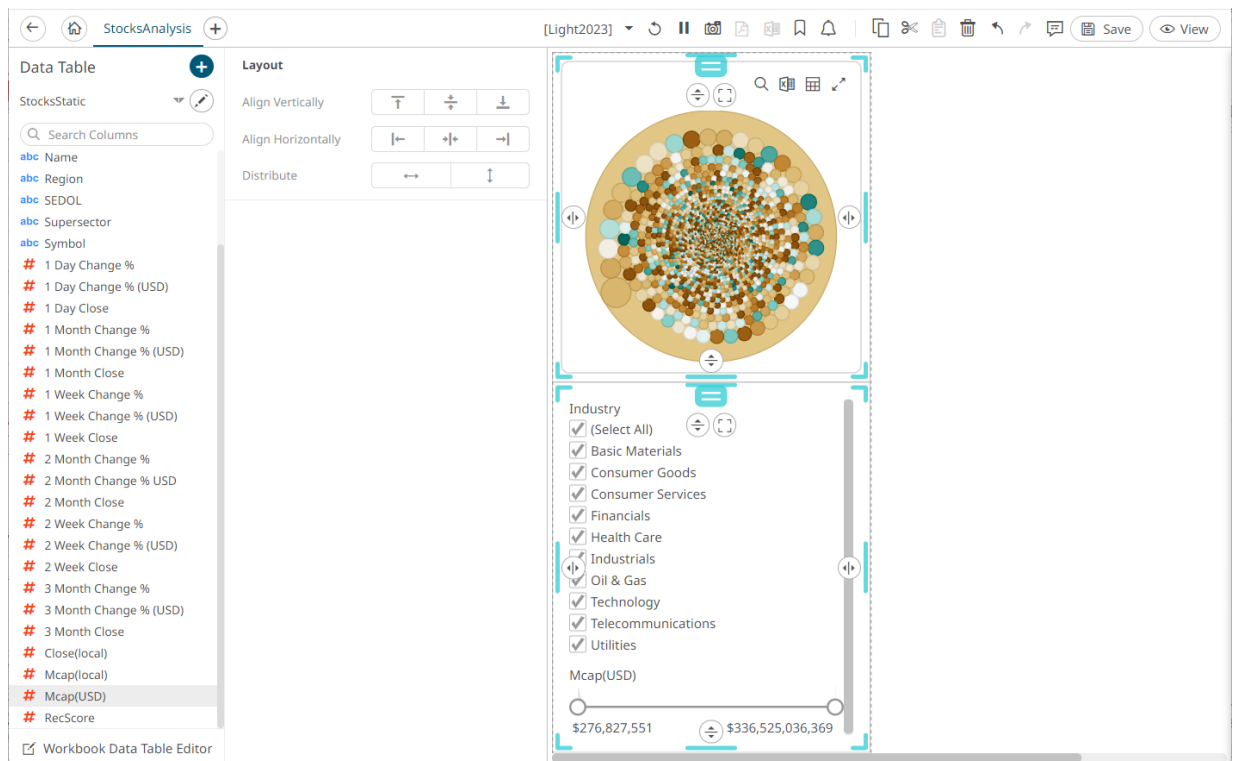 StocksAnalysis
[Light2023]
Save
View
Data Table
StocksStatic
Search Columns
abc Name
abc Region
abc SEDOL
abc Supersector
abc Symbol
# 1 Day Change %
# 1 Day Change % (USD)
# 1 Day Close
# 1 Month Change %
# 1 Month Change % (USD)
# 1 Month Close
# 1 Week Change %
# 1 Week Change % (USD)
# 1 Week Close
# 2 Month Change %
# 2 Month Change % USD
# 2 Month Close
# 2 Week Change %
# 2 Week Change % (USD)
# 2 Week Close
# 3 Month Change %
# 3 Month Change % (USD)
# 3 Month Close
# Close(local)
# Mcap(local)
# Mcap(USD)
# RecScore
Workbook Data Table Editor
Layout
Align Vertically
Align Horizontally
Distribute
Industry
(Select All)
Basic Materials
Consumer Goods
Consumer Services
Financials
Health Care
Industrials
Oil & Gas
Technology
Telecommunications
Utilities
Mcap(USD)
$276,827,551
$336,525,036,369